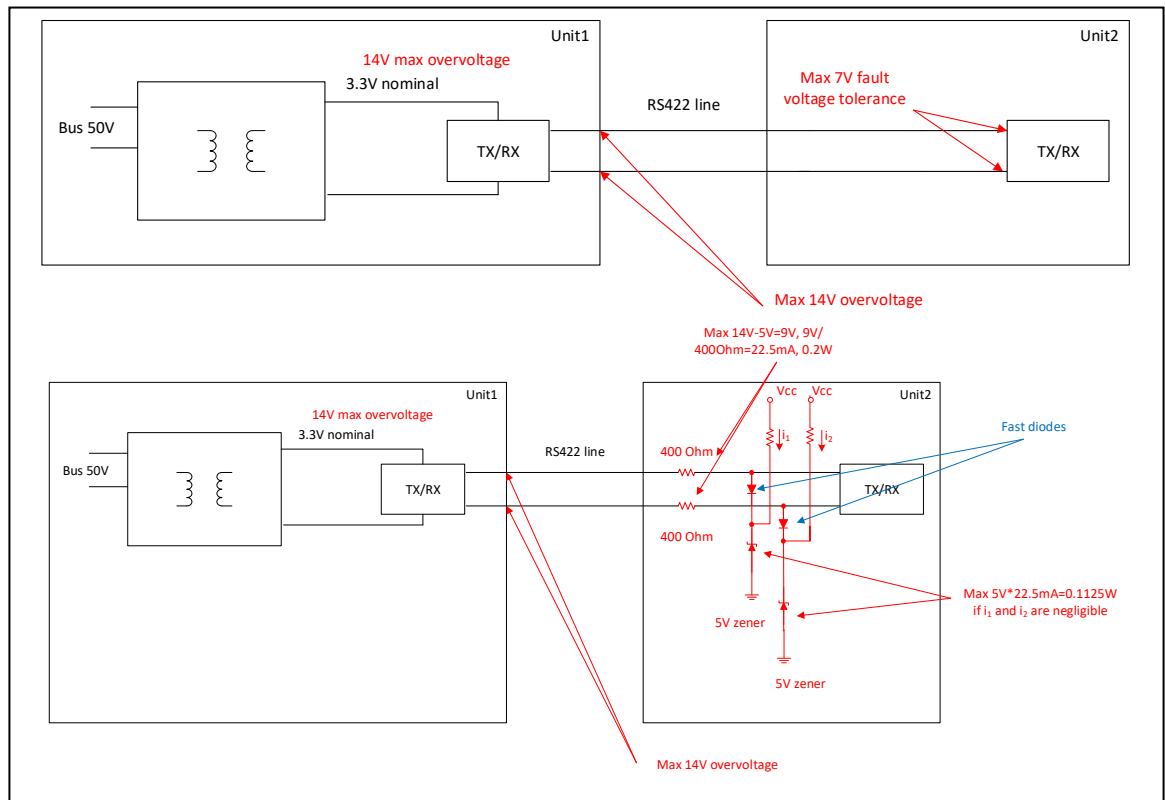 Unit1
Unit2
14V max overvoltage
3.3V nominal
Max 7V fault
voltage tolerance
RS422 line
Bus 50V
TX/RX
TX/RX
Max 14V overvoltage
Max 14V-5V=9V, 9V/
400Ohm=22.5mA, 0.2W
Unit1
Unit2
Vcc
Vcc
14V max overvoltage
3.3V nominal
i1
i2
Fast diodes
400 Ohm
RS422 line
Bus 50V
TX/RX
TX/RX
400 Ohm
Max 5V*22.5mA=0.1125W
if i1 and i2 are negligible
5V zener
5V zener
Max 14V overvoltage